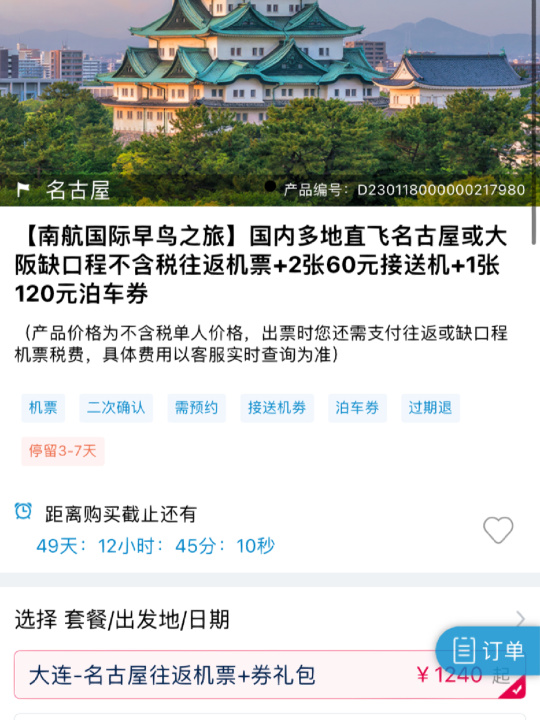 名古屋
产品编号：D230118000000217980
【南航国际早鸟之旅】国内多地直飞名古屋或大
阪缺口程不含税往返机票+2张60元接送机+1张
120元泊车券
（产品价格为不含税单人价格，出票时您还需支付往返或缺口程
机票税费，具体费用以客服实时查询为准）
机票 二次确认 需预约 接送机劵 泊车券 过期退
停留3-7天
距离购买截止还有
49天：12小时：45分：10秒
选择 套餐/出发地/日期
订单
大连-名古屋往返机票+券礼包 ¥1240 起